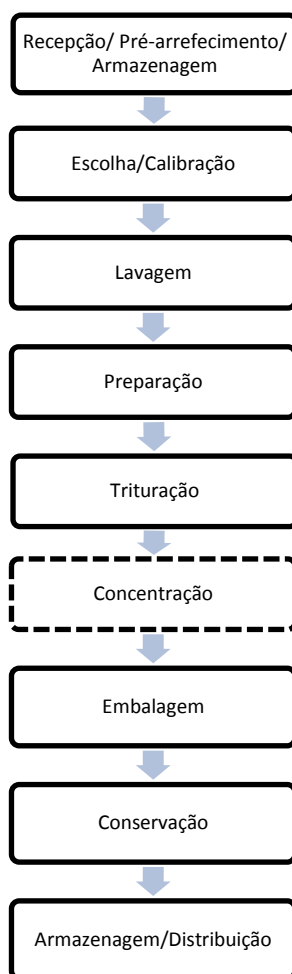 Recepção/ Pré-arrefecimento/
Armazenagem
Escolha/Calibração
Lavagem
Preparação
Trituração
Concentração
Embalagem
Conservação
Armazenagem/Distribuição